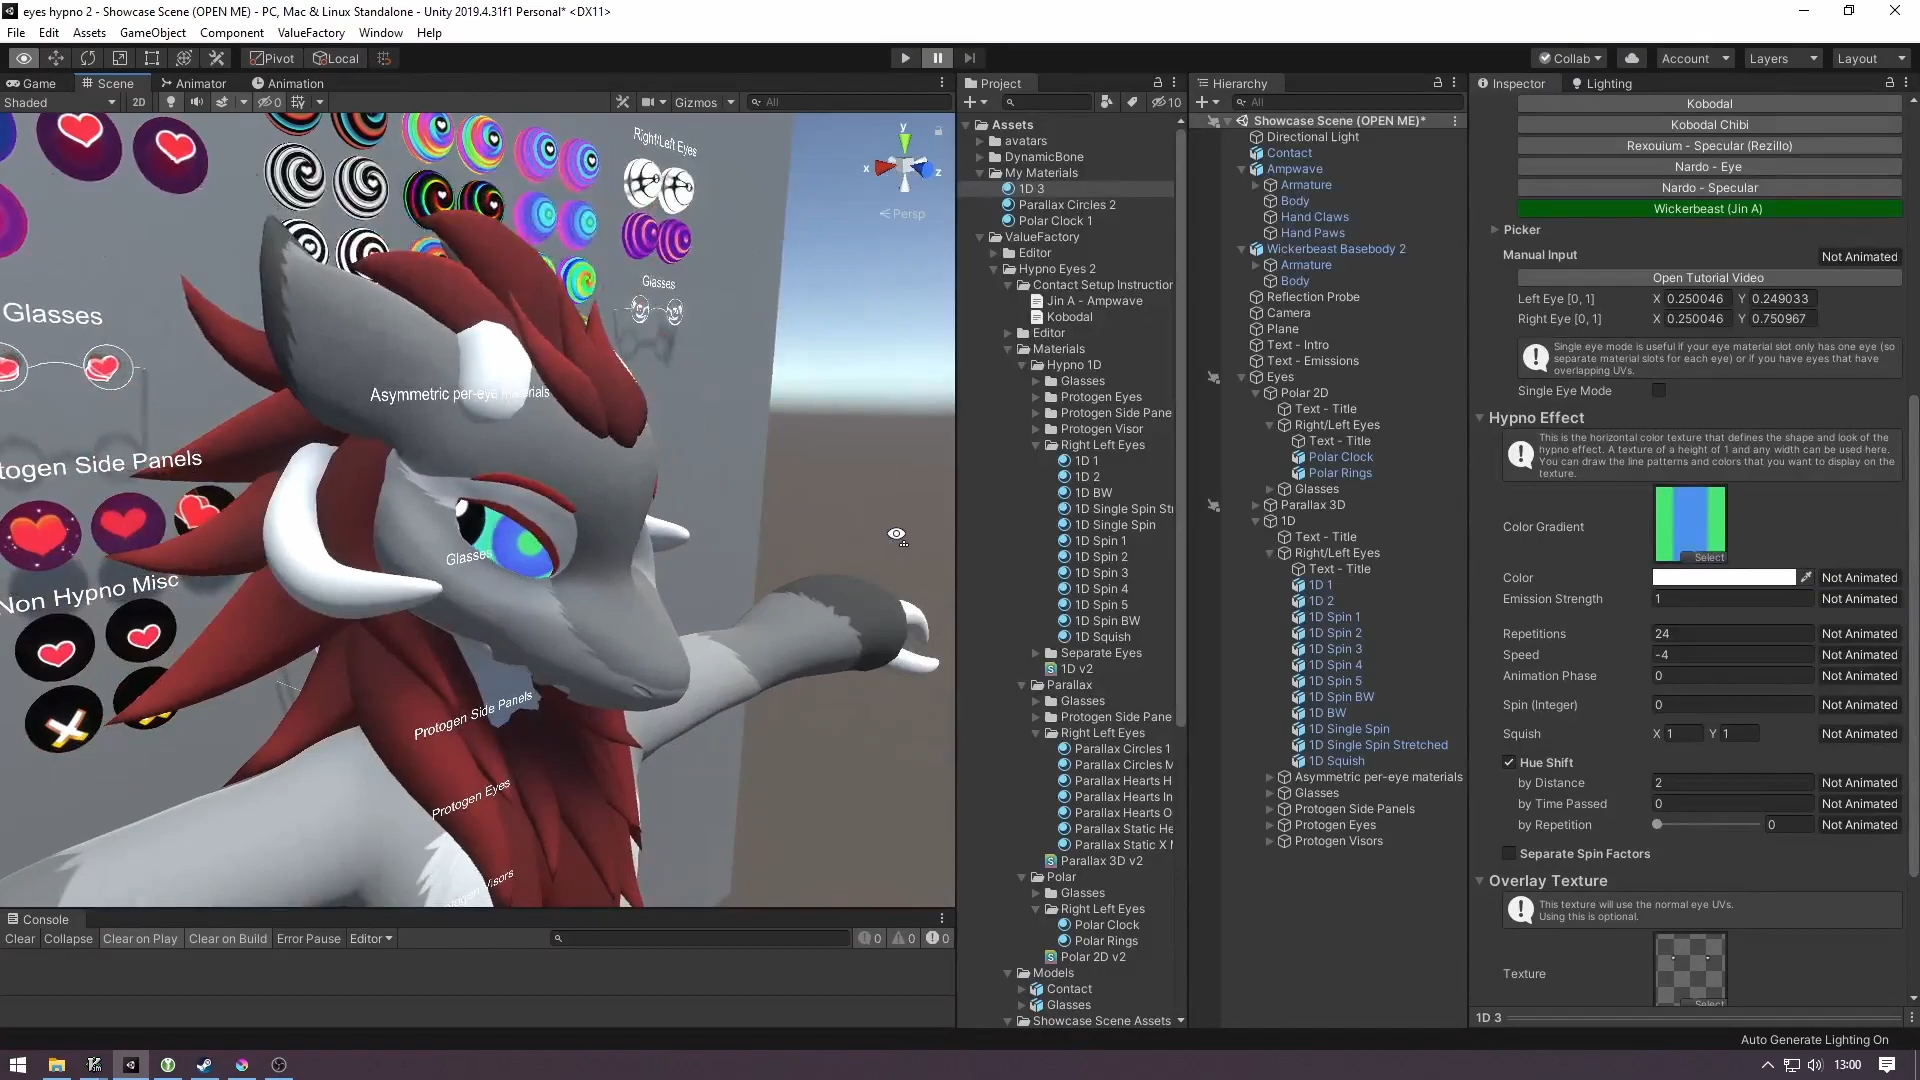 eyes hypno 2 - Showcase Scene (OPEN ME) - PC, Mac & Linux Standalone - Unity 2019.4.31f1 Personal* <DX11>
File Edit Assets GameObject Component ValueFactory Window Help
Pivot Local
Collab Account Layers Layout
Game Scene Animator Animation
Shaded 2D 0 Gizmos All
Right/Left Eyes
y
x
z
Persp
Glasses
Glasses
Asymmetric per-eye materials
togen Side Panels
Glasses
Non Hypno Misc
Protogen Side Panels
Protogen Eyes
Console
Clear Collapse Clear on Play Clear on Build Error Pause Editor
0 0 0
Project
10
Assets
avatars
DynamicBone
My Materials
1D 3
Parallax Circles 2
Polar Clock 1
ValueFactory
Editor
Hypno Eyes 2
Contact Setup Instruction
Jin A - Ampwave
Kobodal
Editor
Materials
Hypno 1D
Glasses
Protogen Eyes
Protogen Side Pane
Protogen Visor
Right Left Eyes
1D 1
1D 2
1D BW
1D Single Spin St
1D Single Spin
1D Spin 1
1D Spin 2
1D Spin 3
1D Spin 4
1D Spin 5
1D Spin BW
1D Squish
Separate Eyes
1D v2
Parallax
Glasses
Protogen Side Pane
Right Left Eyes
Parallax Circles 1
Parallax Circles M
Parallax Hearts H
Parallax Hearts In
Parallax Hearts O
Parallax Static He
Parallax Static X M
Parallax 3D v2
Polar
Glasses
Right Left Eyes
Polar Clock
Polar Rings
Polar 2D v2
Models
Contact
Glasses
Showcase Scene Assets
Hierarchy
All
Showcase Scene (OPEN ME)*
Directional Light
Contact
Ampwave
Armature
Body
Hand Claws
Hand Paws
Wickerbeast Basebody 2
Armature
Body
Reflection Probe
Camera
Plane
Text - Intro
Text - Emissions
Eyes
Polar 2D
Text - Title
Right/Left Eyes
Text - Title
Polar Clock
Polar Rings
Glasses
Parallax 3D
1D
Text - Title
Right/Left Eyes
Text - Title
1D 1
1D 2
1D Spin 1
1D Spin 2
1D Spin 3
1D Spin 4
1D Spin 5
1D Spin BW
1D BW
1D Single Spin
1D Single Spin Stretched
1D Squish
Asymmetric per-eye materials
Glasses
Protogen Side Panels
Protogen Eyes
Protogen Visors
Inspector Lighting
Kobodal
Kobodal Chibi
Rexouium - Specular (Rezillo)
Nardo - Eye
Nardo - Specular
Wickerbeast (Jin A)
Picker
Manual Input Not Animated
Open Tutorial Video
Left Eye [0, 1] X 0.250046 Y 0.249033
Right Eye [0, 1] X 0.250046 Y 0.750967
Single eye mode is useful if your eye material slot only has one eye (so
separate material slots for each eye) or if you have eyes that have
overlapping UVs.
Single Eye Mode
Hypno Effect
This is the horizontal color texture that defines the shape and look of the
hypno effect. A texture of a height of 1 and any width can be used here.
You can draw the line patterns and colors that you want to display on the
texture.
Color Gradient Select
Color Not Animated
Emission Strength 1 Not Animated
Repetitions 24 Not Animated
Speed -4 Not Animated
Animation Phase 0 Not Animated
Spin (Integer) 0 Not Animated
Squish X 1 Y 1 Not Animated
Hue Shift
by Distance 2 Not Animated
by Time Passed 0 Not Animated
by Repetition 0 Not Animated
Separate Spin Factors
Overlay Texture
This texture will use the normal eye UVs.
Using this is optional.
Texture Select
1D 3
Auto Generate Lighting On
13:00